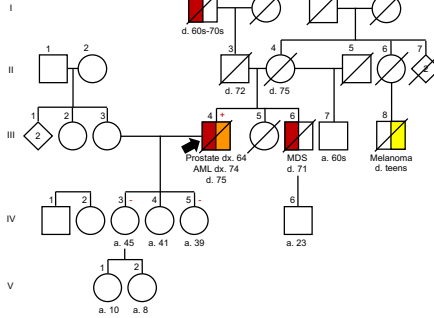 I
d. 60s-70s
1 2 3 4 5 6 7
II
2
d. 72 d. 75
1 2 3 4 + 5 6 7 8
III
2
Prostate dx. 64 MDS a. 60s Melanoma
AML dx. 74 d. 71 d. teens
d. 75
1 2 3 - 4 5 - 6
IV
a. 45 a. 41 a. 39 a. 23
1 2
V
a. 10 a. 8